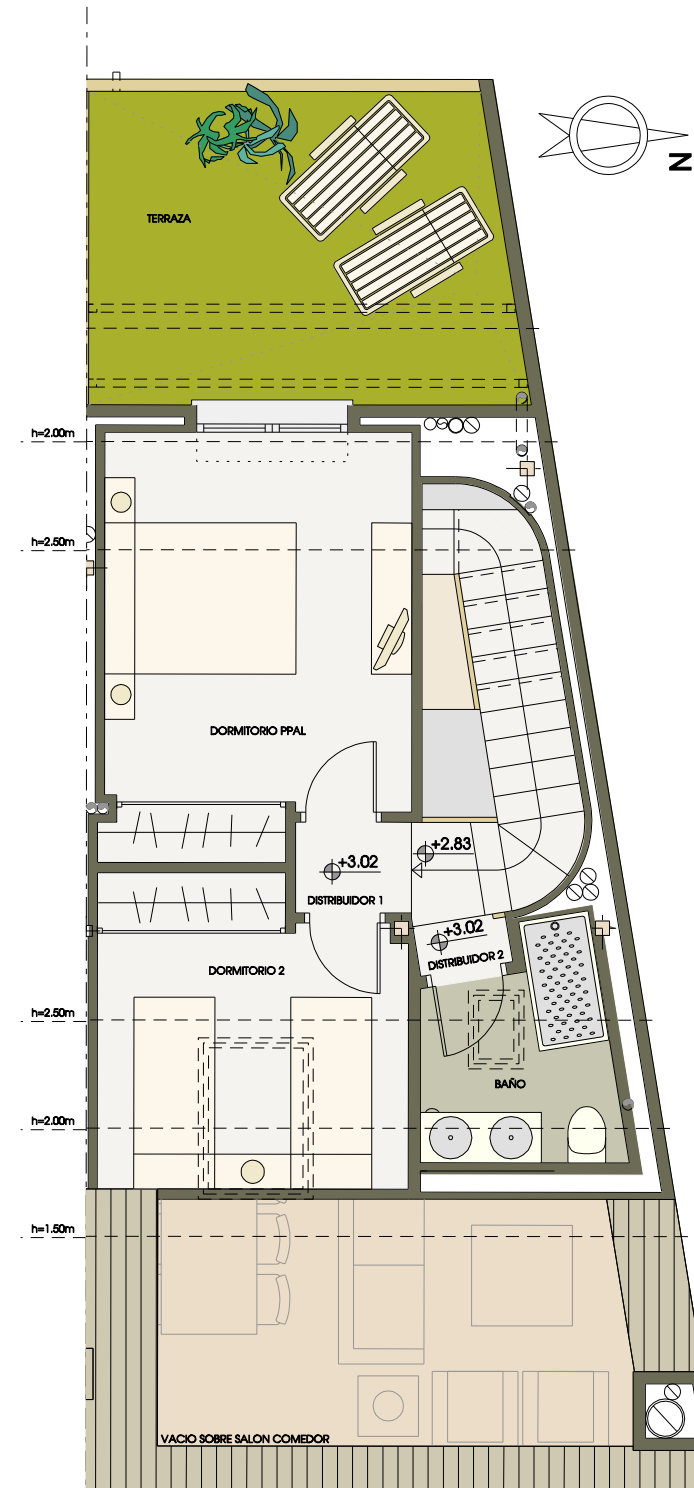 N
TERRAZA
h=2.00m
h=2.50m
DORMITORIO PPAL
+2.83
+3.02
DISTRIBUIDOR 1
+3.02
DISTRIBUIDOR 2
DORMITORIO 2
h=2.50m
BAÑO
h=2.00m
h=1.50m
VACIO SOBRE SALON COMEDOR